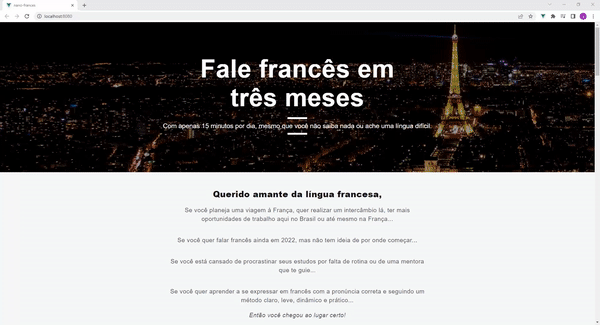 localhost:8080
Fale francês em
três meses
Com apenas 15 minutos por dia, mesmo que você não saiba nada ou ache uma língua difícil.
Querido amante da língua francesa,
Se você planeja uma viagem à França, quer realizar um intercâmbio lá, ter mais
oportunidades de trabalho aqui no Brasil ou até mesmo na França...
Se você quer falar francês ainda em 2022, mas não tem ideia de por onde começar...
Se você está cansado de procrastinar seus estudos por falta de rotina ou de uma mentora
que te guie...
Se você quer aprender a se expressar em francês com a pronúncia correta e seguindo um
método claro, leve, dinâmico e prático...
Então você chegou ao lugar certo!